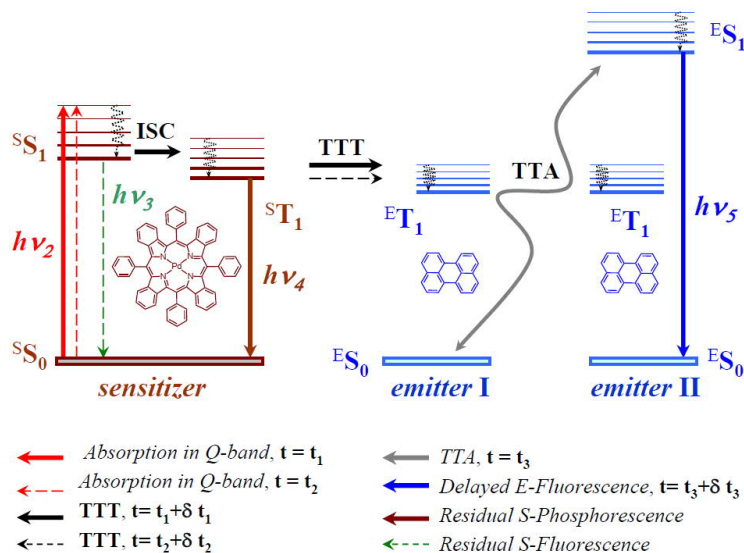 ᴱS₁
ˢS₁
ISC
TTT
TTA
hν₃
ˢT₁
ᴱT₁
ᴱT₁
hν₂
hν₄
hν₅
Pd
N
N
N
N
ˢS₀
ᴱS₀
ᴱS₀
sensitizer
emitter I
emitter II
Absorption in Q-band, t = t₁
Absorption in Q-band, t = t₂
TTT, t= t₁+δ t₁
TTT, t= t₂+δ t₂
TTA, t = t₃
Delayed E-Fluorescence, t= t₃+δ t₃
Residual S-Phosphorescence
Residual S-Fluorescence